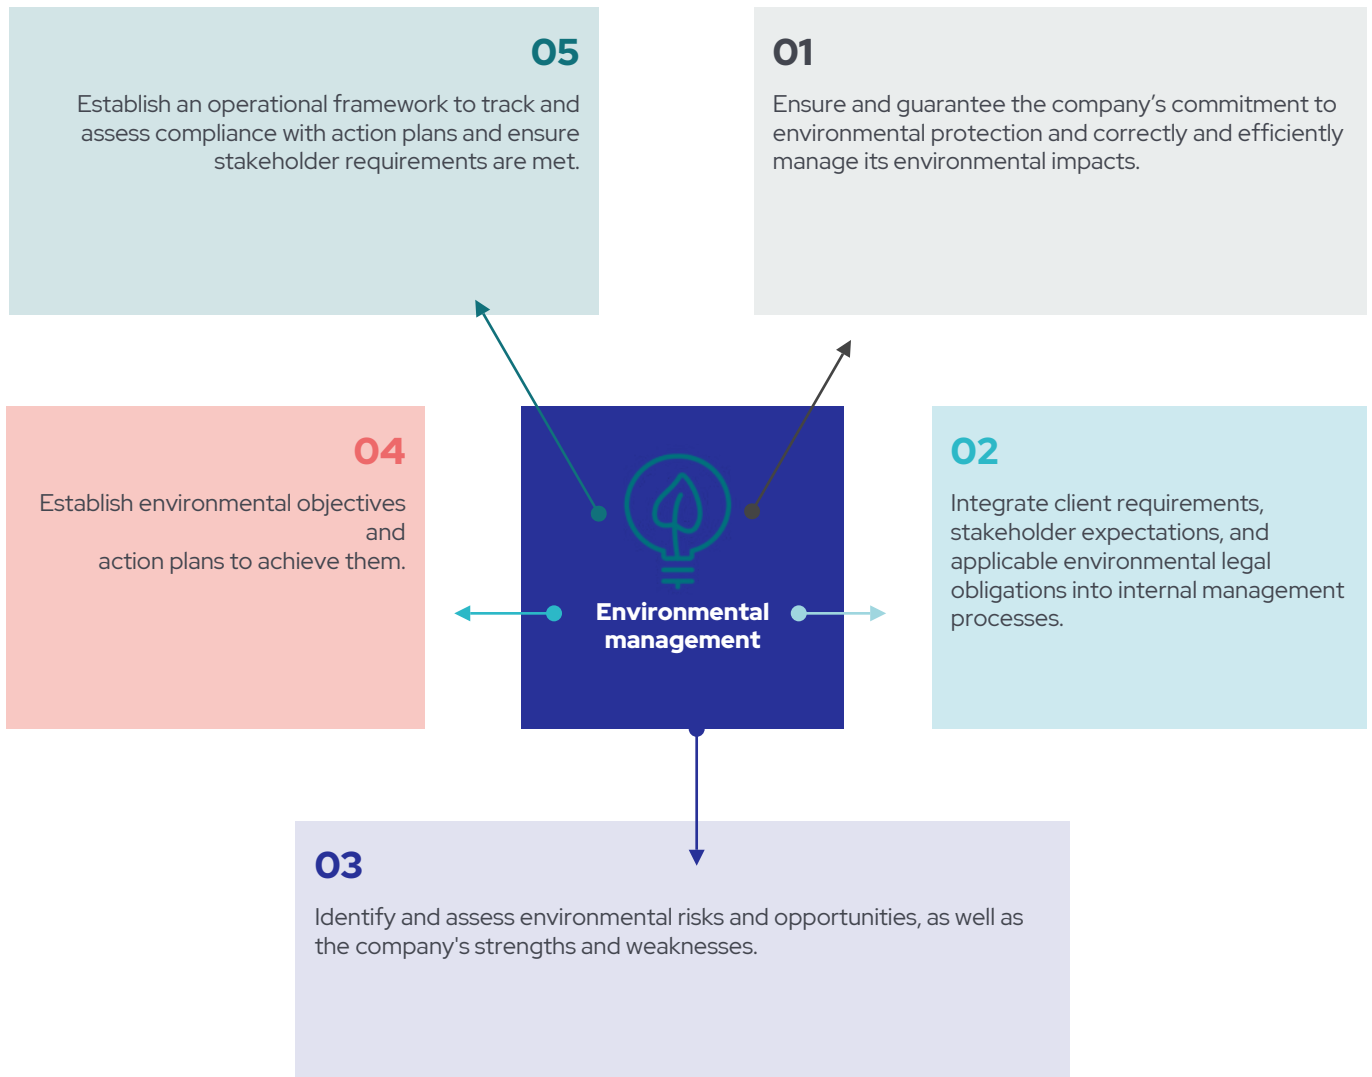 05
Establish an operational framework to track and
assess compliance with action plans and ensure
stakeholder requirements are met.
01
Ensure and guarantee the company’s commitment to
environmental protection and correctly and efficiently
manage its environmental impacts.
04
Establish environmental objectives
and
action plans to achieve them.
Environmental
management
02
Integrate client requirements,
stakeholder expectations, and
applicable environmental legal
obligations into internal management
processes.
03
Identify and assess environmental risks and opportunities, as well as
the company's strengths and weaknesses.